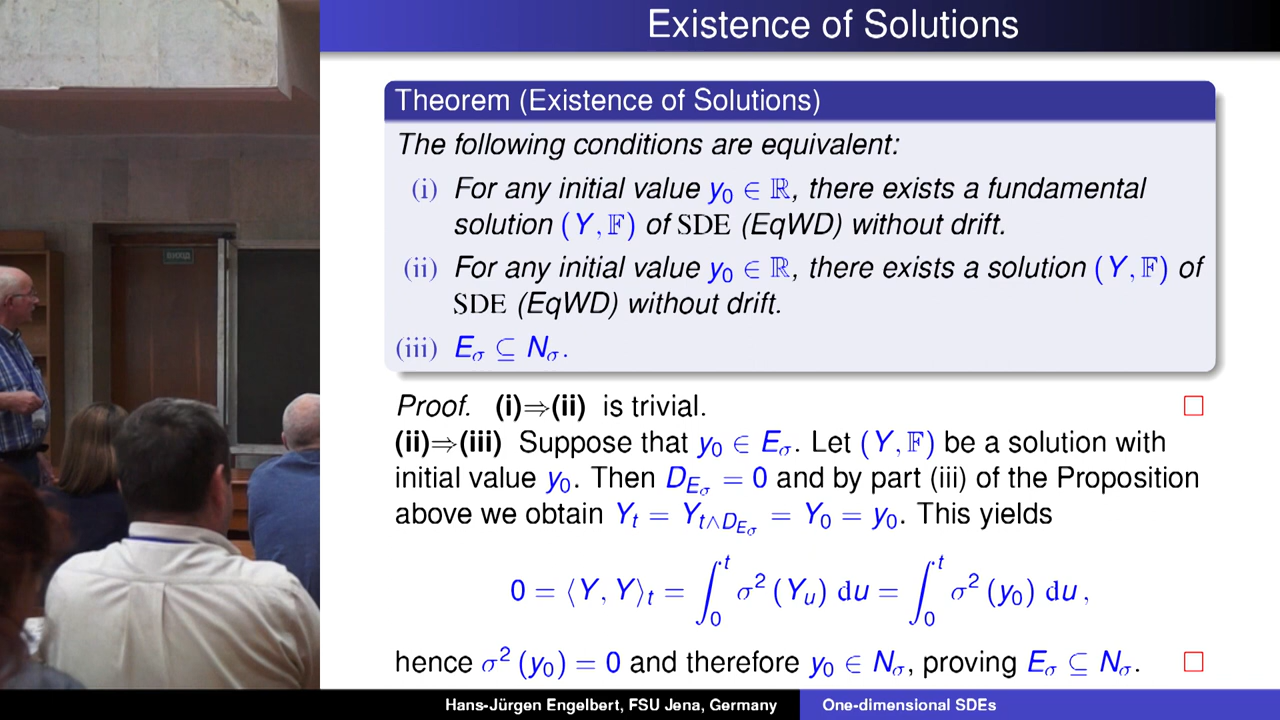 Existence of Solutions
Theorem (Existence of Solutions)
The following conditions are equivalent:
(i) For any initial value y₀ ∈ ℝ, there exists a fundamental
solution (Y, 𝔽) of SDE (EqWD) without drift.
(ii) For any initial value y₀ ∈ ℝ, there exists a solution (Y, 𝔽) of
SDE (EqWD) without drift.
(iii) E_σ ⊆ N_σ.
Proof. (i)⇒(ii) is trivial. □
(ii)⇒(iii) Suppose that y₀ ∈ E_σ. Let (Y, 𝔽) be a solution with
initial value y₀. Then D_{E_σ} = 0 and by part (iii) of the Proposition
above we obtain Y_t = Y_{t∧D_{E_σ}} = Y₀ = y₀. This yields
0 = ⟨Y, Y⟩_t = ∫₀^t σ² (Y_u) du = ∫₀^t σ² (y₀) du,
hence σ² (y₀) = 0 and therefore y₀ ∈ N_σ, proving E_σ ⊆ N_σ. □
Hans-Jürgen Engelbert, FSU Jena, Germany One-dimensional SDEs